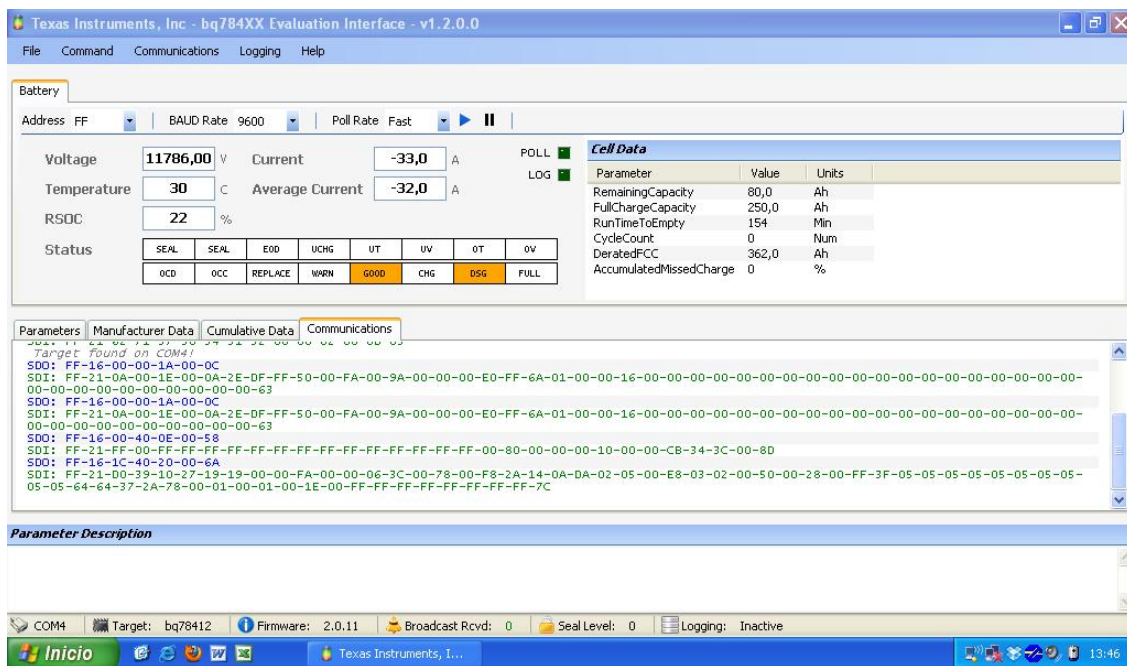 Texas Instruments, Inc - bq784XX Evaluation Interface - v1.2.0.0
File Command Communications Logging Help
Battery
Address FF BAUD Rate 9600 Poll Rate Fast
Voltage 11786,00 V Current -33,0 A POLL
LOG
Temperature 30 C Average Current -32,0 A
RSOC 22 %
Status SEAL SEAL EOD UCHG UT UV OT OV
OCD OCC REPLACE WARN GOOD CHG DSG FULL
Cell Data
Parameter Value Units
RemainingCapacity 80,0 Ah
FullChargeCapacity 250,0 Ah
RunTimeToEmpty 154 Min
CycleCount 0 Num
DeratedFCC 362,0 Ah
AccumulatedMissedCharge 0 %
Parameters Manufacturer Data Cumulative Data Communications
Target found on COM4!
SDO: FF-16-00-00-1A-00-0C
SDI: FF-21-0A-00-1E-00-0A-2E-DF-FF-50-00-FA-00-9A-00-00-00-E0-FF-6A-01-00-00-16-00-00-00-00-00-00-00-00-00-00-00-00-00-00-
00-00-00-00-00-00-00-00-00-00-63
SDO: FF-16-00-00-1A-00-0C
SDI: FF-21-0A-00-1E-00-0A-2E-DF-FF-50-00-FA-00-9A-00-00-00-E0-FF-6A-01-00-00-16-00-00-00-00-00-00-00-00-00-00-00-00-00-00-
00-00-00-00-00-00-00-00-00-00-63
SDO: FF-16-00-40-0E-00-58
SDI: FF-21-FF-00-FF-FF-FF-FF-FF-FF-FF-FF-FF-FF-FF-00-80-00-00-00-10-00-00-CB-34-3C-00-8D
SDO: FF-16-1C-40-20-00-6A
SDI: FF-21-D0-39-10-27-19-19-00-00-FA-00-00-06-3C-00-78-00-F8-2A-14-0A-DA-02-05-00-E8-03-02-00-50-00-28-00-FF-3F-05-05-05-05-05-05-05-
05-05-64-64-37-2A-78-00-01-00-01-00-1E-00-FF-FF-FF-FF-FF-FF-FF-FF-7C
Parameter Description
COM4 Target: bq78412 Firmware: 2.0.11 Broadcast Rcvd: 0 Seal Level: 0 Logging: Inactive
Inicio Texas Instruments, I... 13:46